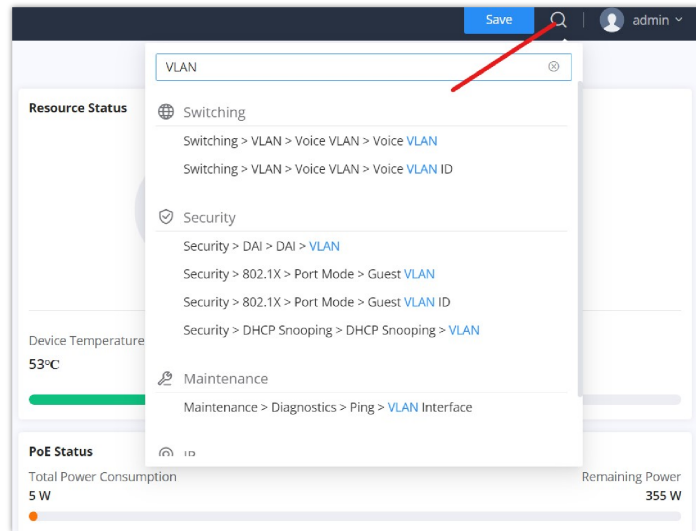 Save
admin
VLAN
Resource Status
Switching
Switching > VLAN > Voice VLAN > Voice VLAN
Switching > VLAN > Voice VLAN > Voice VLAN ID
Security
Security > DAI > DAI > VLAN
Security > 802.1X > Port Mode > Guest VLAN
Security > 802.1X > Port Mode > Guest VLAN ID
Security > DHCP Snooping > DHCP Snooping > VLAN
Device Temperature
53°C
Maintenance
Maintenance > Diagnostics > Ping > VLAN Interface
PoE Status
Total Power Consumption
Remaining Power
5 W
355 W